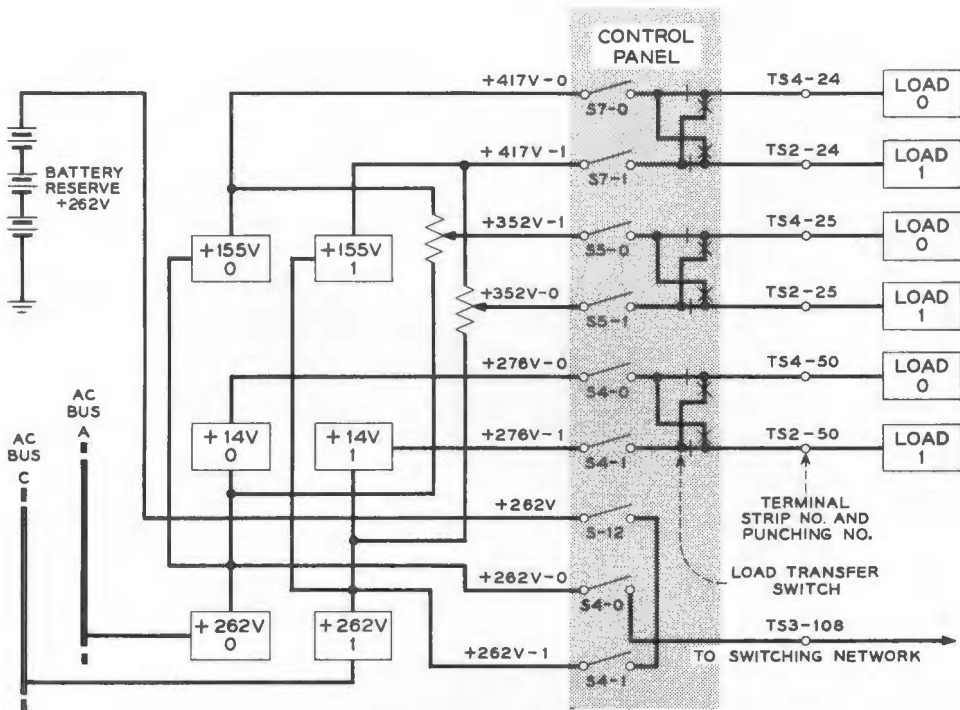 CONTROL
PANEL
+417V-0
S7-0
TS4-24
LOAD
0
+417V-1
S7-1
TS2-24
LOAD
1
BATTERY
RESERVE
+262V
+352V-1
S5-0
TS4-25
LOAD
0
+155V
0
+155V
1
+352V-0
S5-1
TS2-25
LOAD
1
+276V-0
S4-0
TS4-50
LOAD
0
AC
BUS
A
AC
BUS
C
+14V
0
+14V
1
+276V-1
S4-1
TS2-50
LOAD
1
TERMINAL
STRIP NO. AND
PUNCHING NO.
+262V
S-12
LOAD TRANSFER
SWITCH
+262V-0
S4-0
TS3-108
TO SWITCHING NETWORK
+262V
0
+262V
1
+262V-1
S4-1